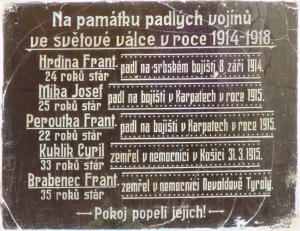 Na památku padlých vojínů
ve světové válce v roce 1914-1918.
Hrdina Frant. padl na srbském bojišti 8. září 1914.
24 roků stár
Mika Josef padl na bojišti v Karpatech v roce 1915.
25 roků stár
Peroutka Frant. padl na bojišti v Karpatech v roce 1915.
22 roků stár
Kuklík Cyril zemřel v nemocnici v Košici 31.3.1915.
33 roků stár
Brabenec Frant. zemřel v nemocnici Nevoldové Tyroly.
35 roků stár
— Pokoj popeli jejich! —